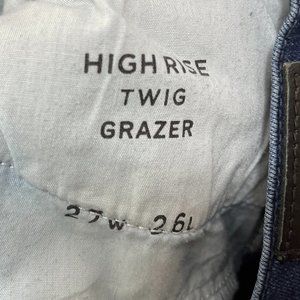 HIGH RISE
TWIG
GRAZER
27W 26L